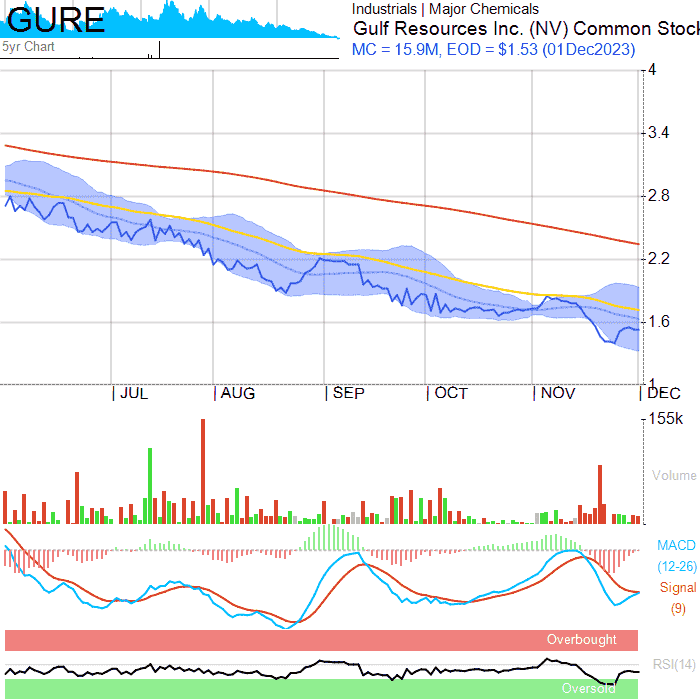 GURE
5yr Chart
Industrials | Major Chemicals
Gulf Resources Inc. (NV) Common Stock
MC = 15.9M, EOD = $1.53 (01Dec2023)
4
3.4
2.8
2.2
1.6
1
JUL AUG SEP OCT NOV DEC
155k
Volume
MACD
(12-26)
Signal
(9)
Overbought
RSI(14)
Oversold